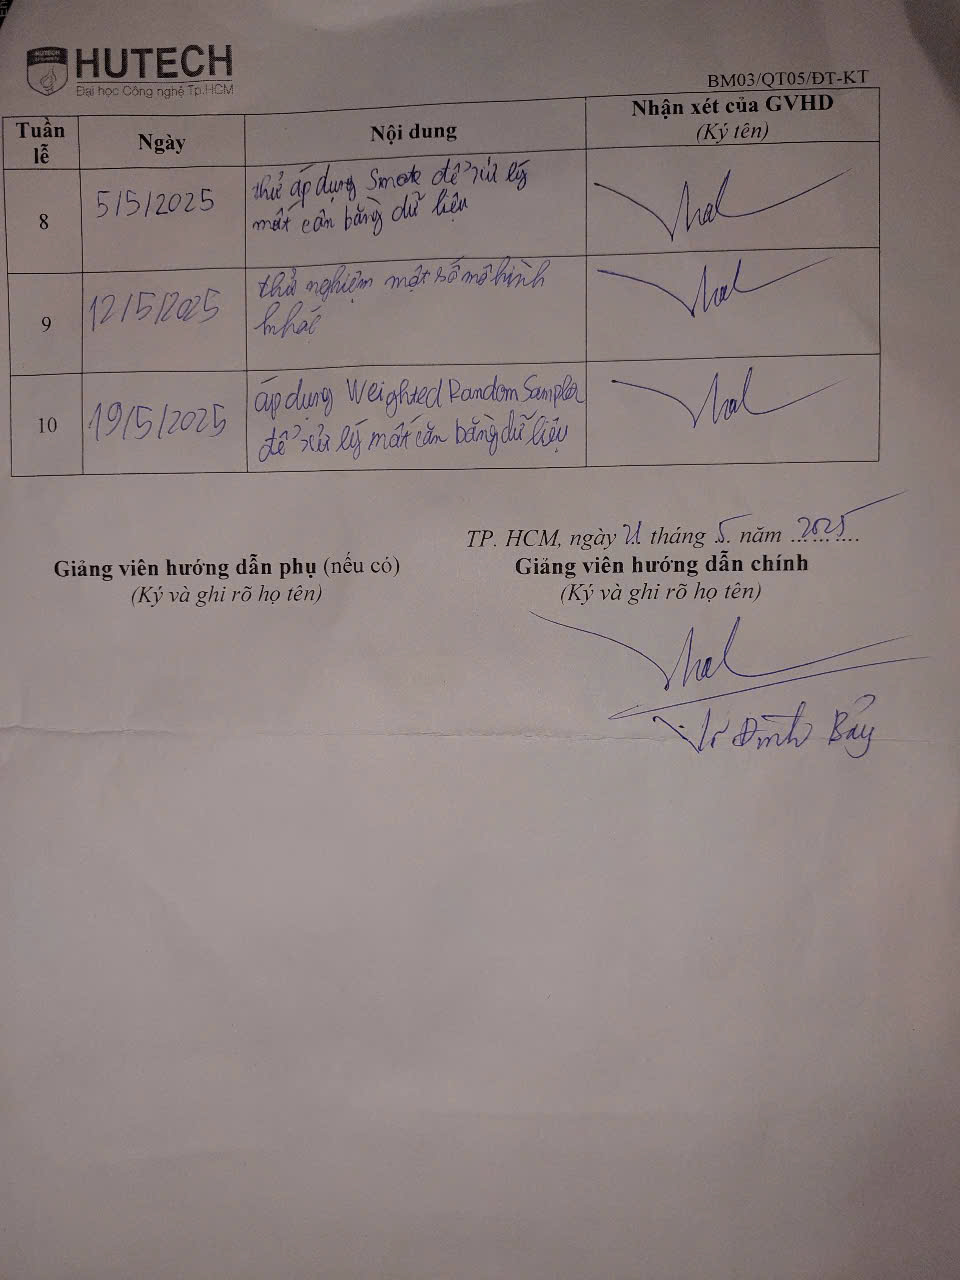 HUTECH
Đại học Công nghệ Tp.HCM
BM03/QT05/ĐT-KT
Tuần lễ
Ngày
Nội dung
Nhận xét của GVHD
(Ký tên)
8
5/5/2025
thử áp dụng Smote để xử lý
mất cân bằng dữ liệu
9
12/5/2025
thử nghiệm một số mô hình
khác
10
19/5/2025
áp dụng Weighted Random Sampler
để xử lý mất cân bằng dữ liệu
TP. HCM, ngày 21 tháng 5 năm 2025
Giảng viên hướng dẫn phụ (nếu có)
(Ký và ghi rõ họ tên)
Giảng viên hướng dẫn chính
(Ký và ghi rõ họ tên)
Đình Bảy